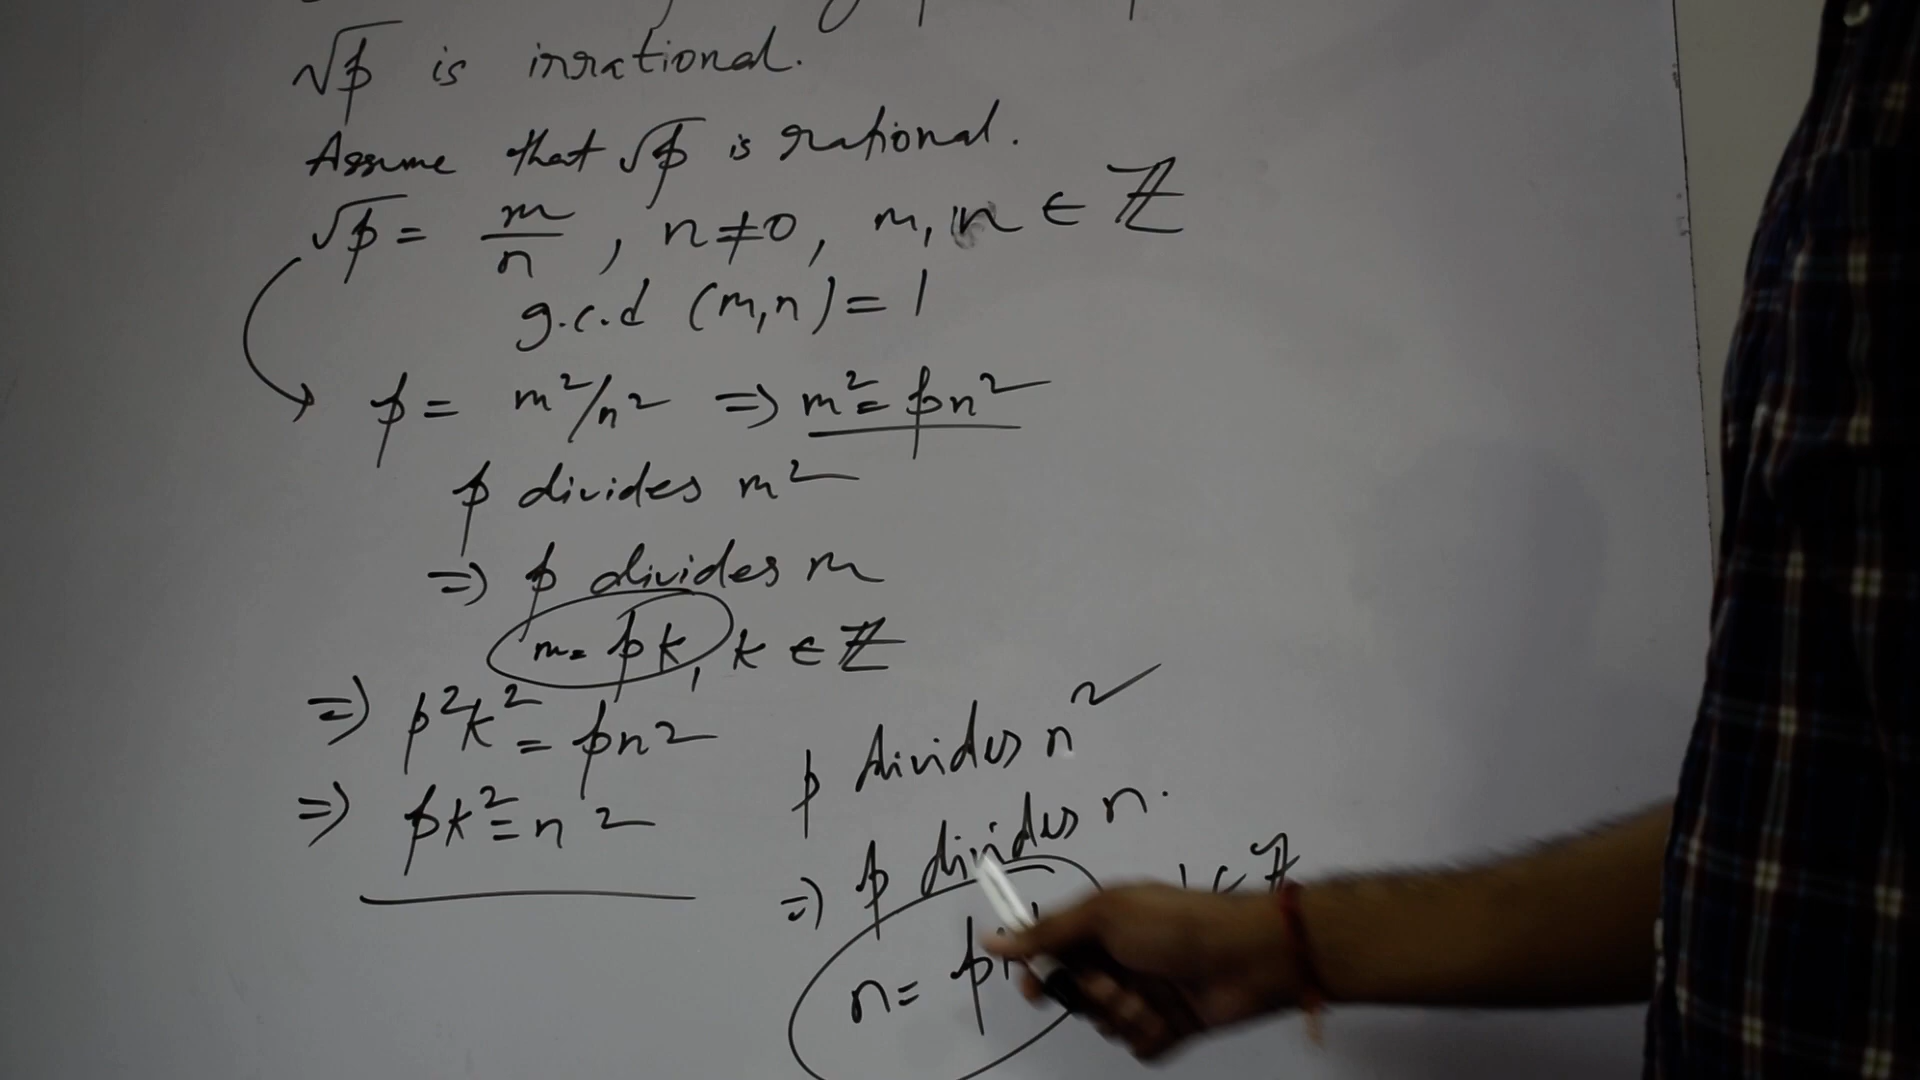 √p is irrational.
Assume that √p is rational.
√p = m/n , n≠0, m, n ∈ ℤ
g.c.d (m,n) = 1
p = m²/n² => m² = pn²
p divides m²
=> p divides m
m = pk, k ∈ ℤ
=> p²k² = pn²
=> pk² = n²
p divides n²
=> p divides n.
n = p